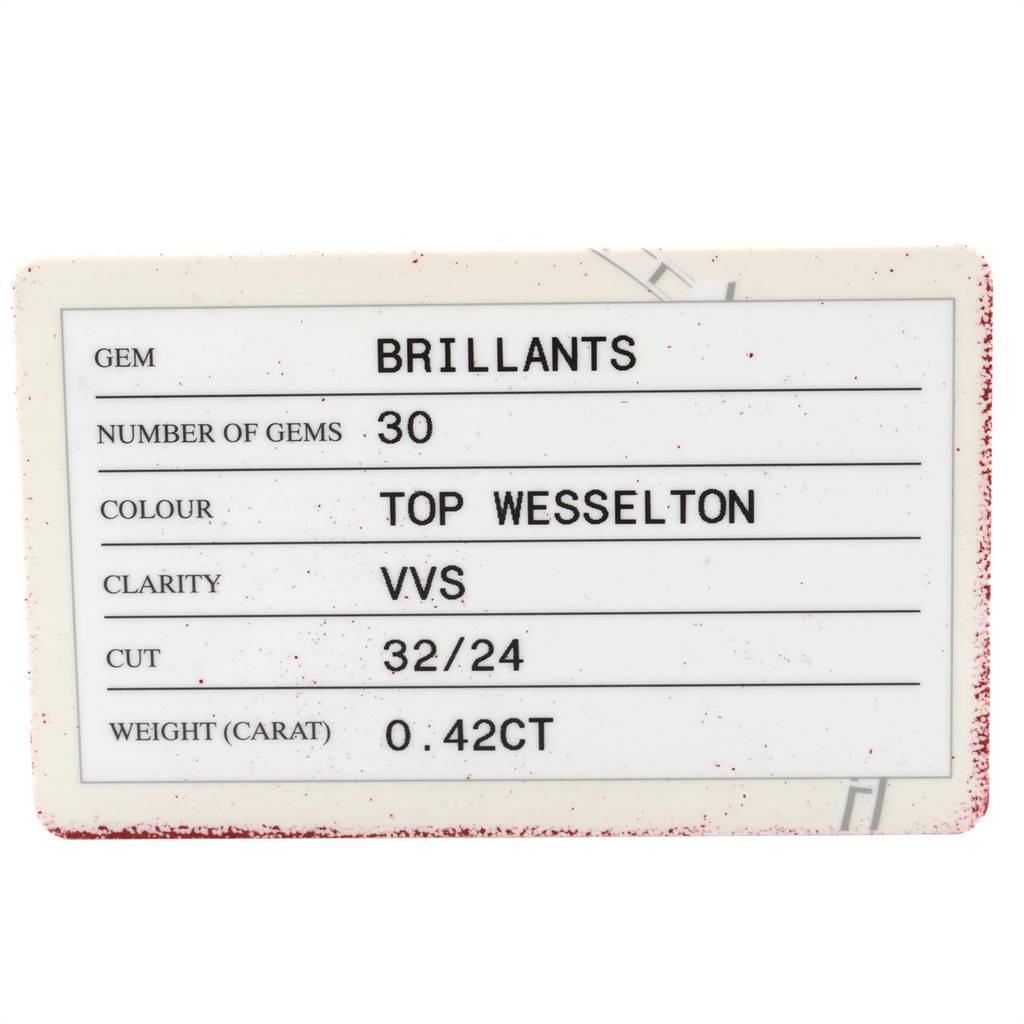 GEM BRILLANTS
NUMBER OF GEMS 30
COLOUR TOP WESSELTON
CLARITY VVS
CUT 32/24
WEIGHT (CARAT) 0.42CT